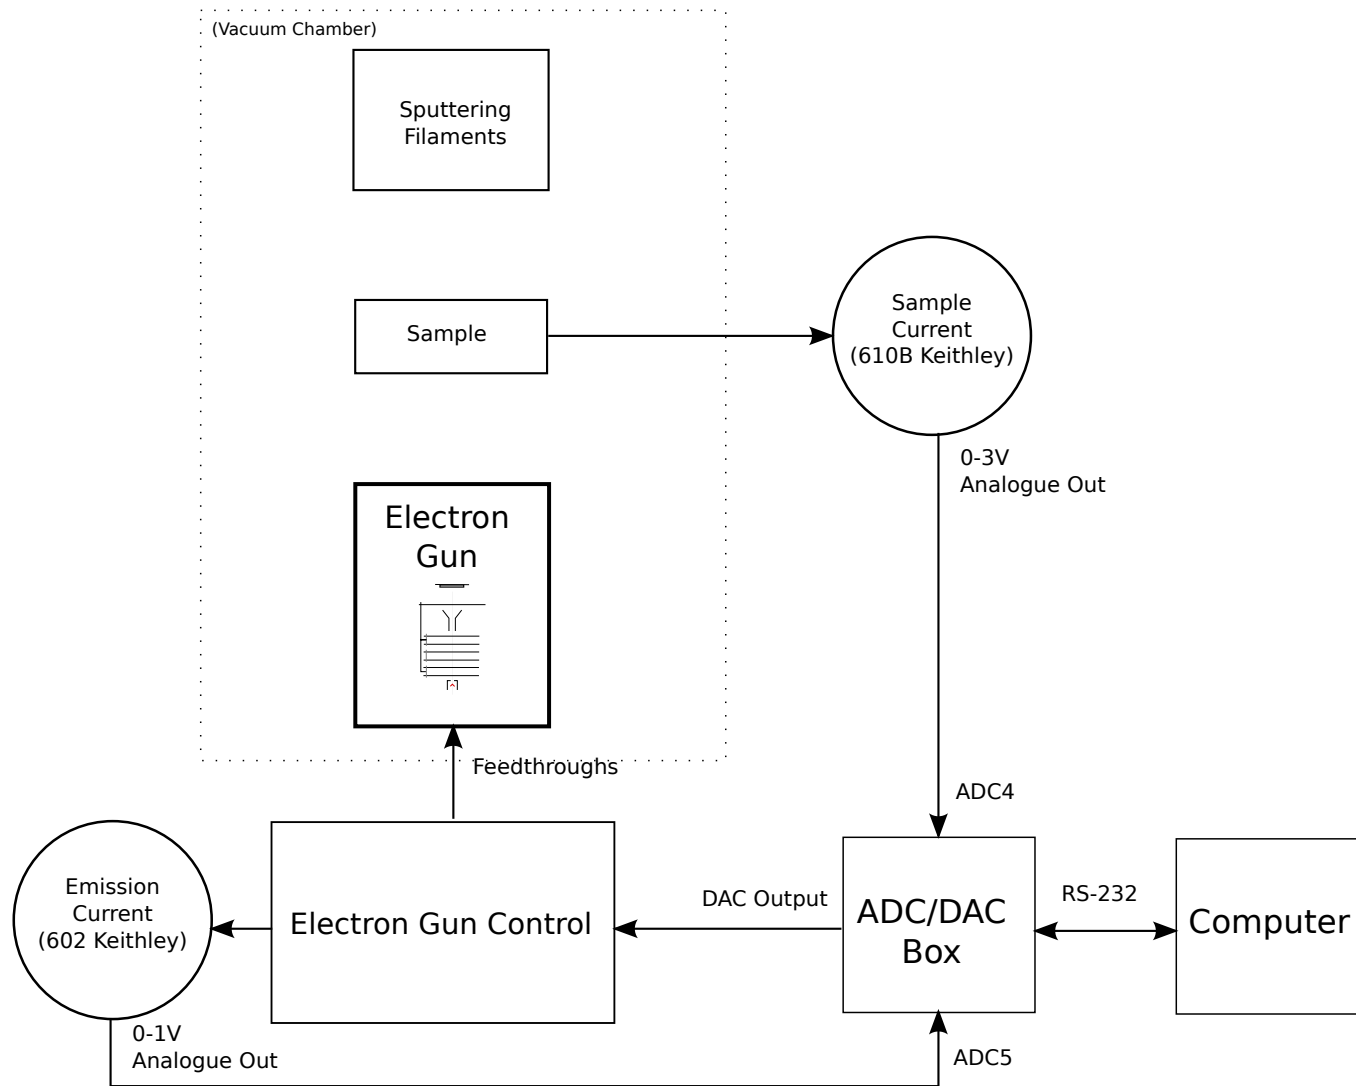 (Vacuum Chamber)
Sputtering
Filaments
Sample
Sample
Current
(610B Keithley)
0-3V
Analogue Out
Electron
Gun
Feedthroughs
ADC4
Emission
Current
(602 Keithley)
Electron Gun Control
DAC Output
ADC/DAC
Box
RS-232
Computer
0-1V
Analogue Out
ADC5